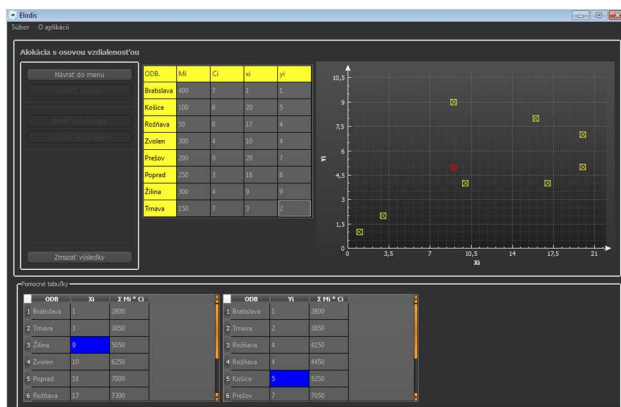 Elodis
Súbor O aplikácii
Alokácia s osovou vzdialenosťou
Návrat do menu
Zmazať výsledky
ODB. Mi Ci xi yi
Bratislava 400 7 1 1
Košice 100 8 20 5
Rožňava 50 6 17 4
Zvolen 300 4 10 4
Prešov 200 9 20 7
Poprad 250 3 16 8
Žilina 300 4 9 9
Trnava 150 7 3 2
10,5
9
7,5
6
4,5
3
1,5
0
Yi
0 3,5 7 10,5 14 17,5 21
Xi
Pomocné tabuľky
ODB Xi Σ Mi * Ci
1 Bratislava 1 2800
2 Trnava 3 3850
3 Žilina 9 5050
4 Zvolen 10 6250
5 Poprad 16 7000
6 Rožňava 17 7300
ODB Yi Σ Mi * Ci
1 Bratislava 1 2800
2 Trnava 2 3850
3 Rožňava 4 4150
4 Rožňava 4 4450
5 Košice 5 5250
6 Prešov 7 7050